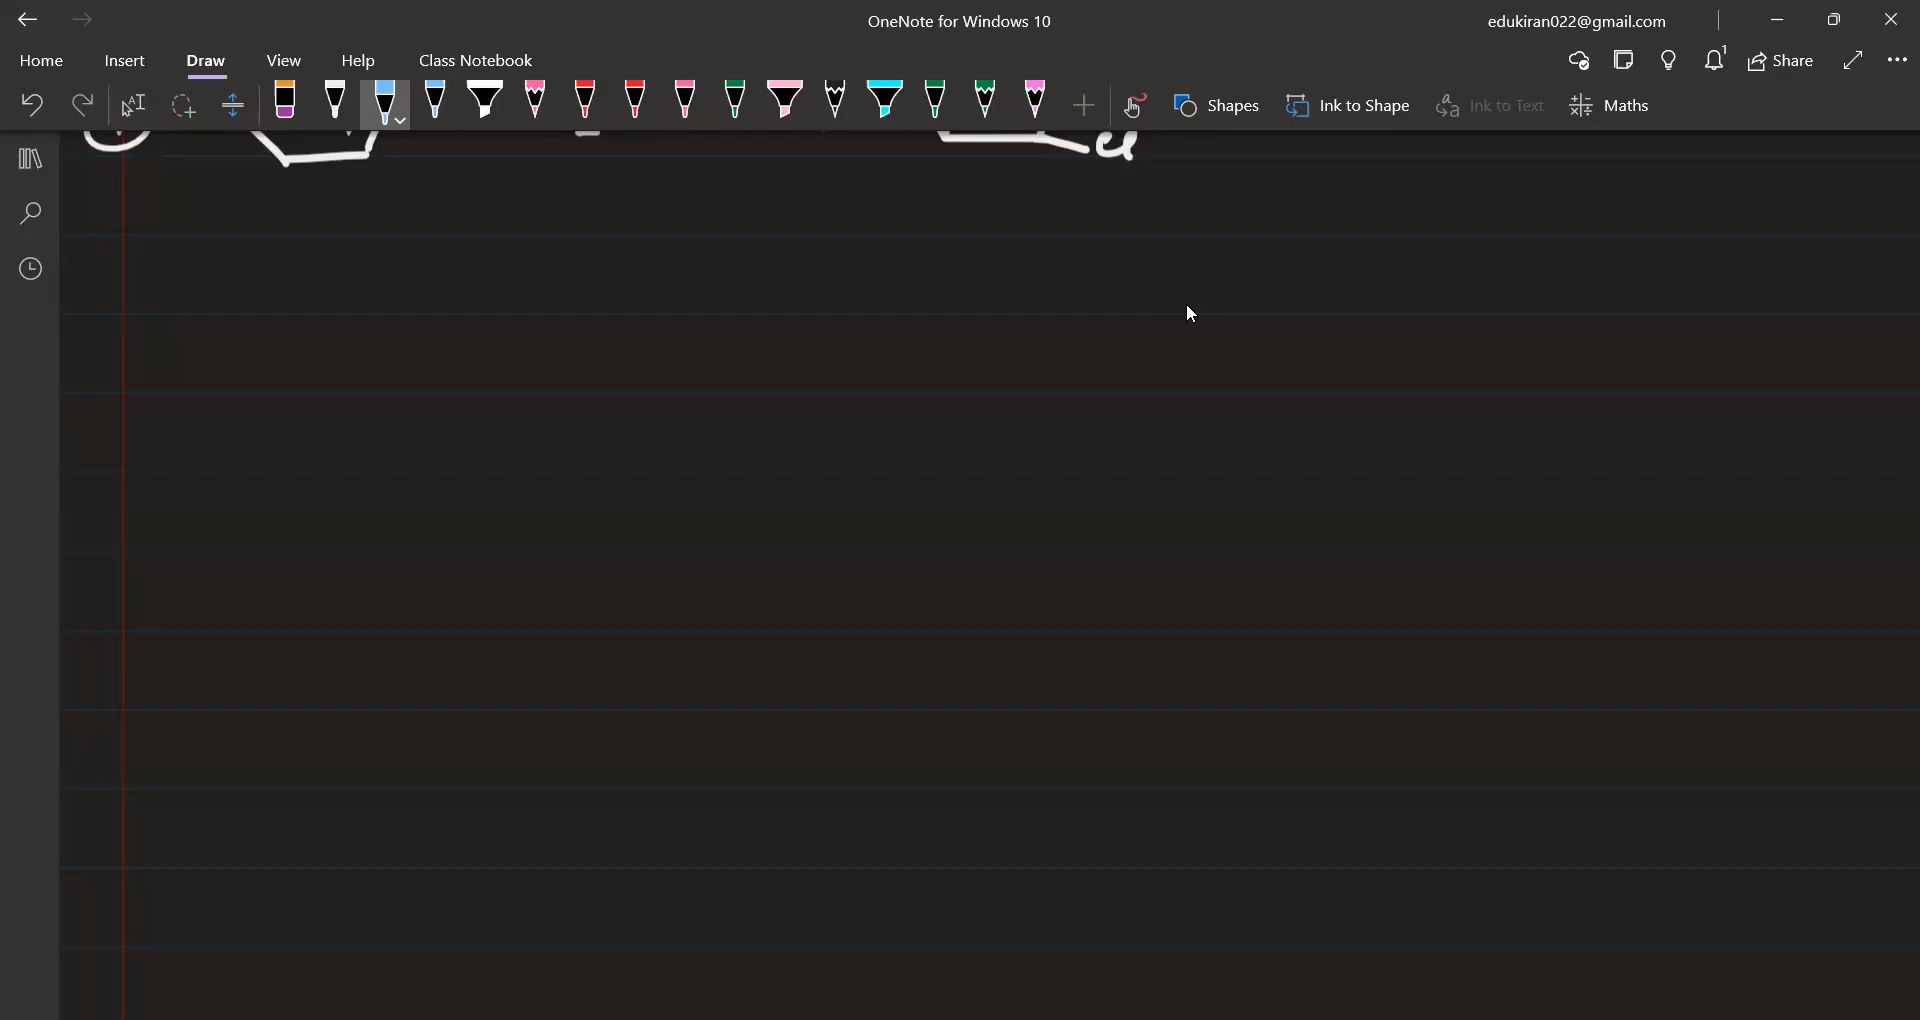 OneNote for Windows 10
edukiran022@gmail.com
Home Insert Draw View Help Class Notebook
1 Share
Shapes Ink to Shape Ink to Text Maths